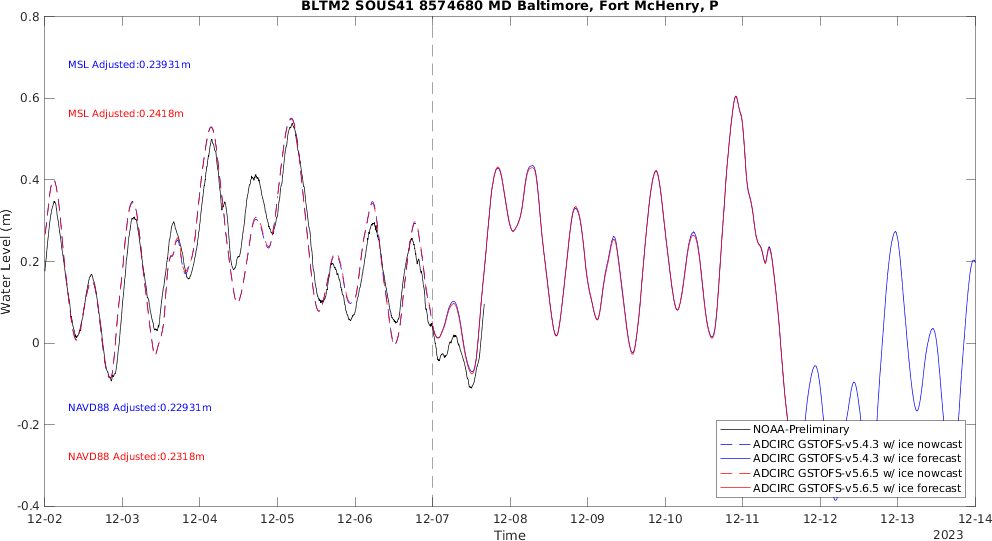 BLTM2 SOUS41 8574680 MD Baltimore, Fort McHenry, P
Water Level (m)
0.8
0.6
0.4
0.2
0
-0.2
-0.4
MSL Adjusted:0.23931m
MSL Adjusted:0.2418m
NAVD88 Adjusted:0.22931m
NAVD88 Adjusted:0.2318m
NOAA-Preliminary
ADCIRC GSTOFS-v5.4.3 w/ ice nowcast
ADCIRC GSTOFS-v5.4.3 w/ ice forecast
ADCIRC GSTOFS-v5.6.5 w/ ice nowcast
ADCIRC GSTOFS-v5.6.5 w/ ice forecast
12-02 12-03 12-04 12-05 12-06 12-07 12-08 12-09 12-10 12-11 12-12 12-13 12-14
Time
2023